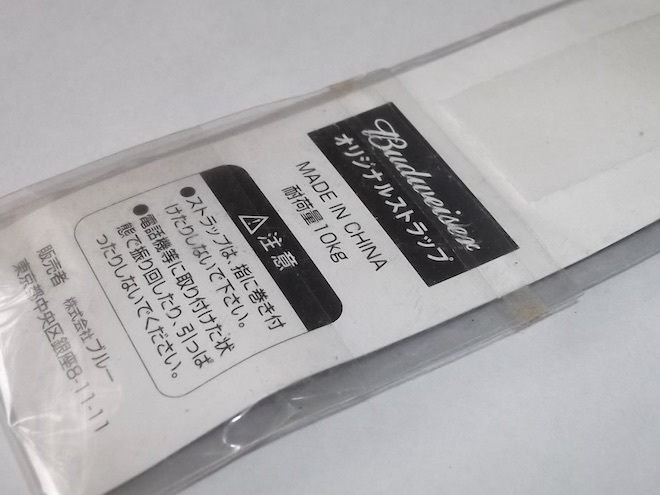 Budweiser
オリジナルストラップ
MADE IN CHINA
耐荷重10kg
注意
●ストラップは、指に巻き付
けたりしないで下さい。
●電話機等に取り付けた状
態で振り回したり、引っぱ
ったりしないでください。
販売者 株式会社ブルー
東京都中央区銀座8-11-11